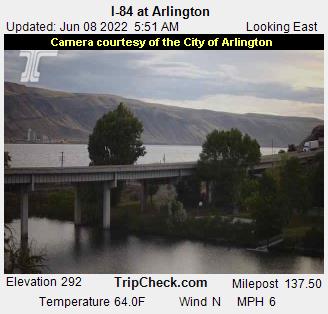 I-84 at Arlington
Updated: Jun 08 2022 5:51 AM Looking East
Camera courtesy of the City of Arlington
Elevation 292 TripCheck.com Milepost 137.50
Temperature 64.0F Wind N MPH 6